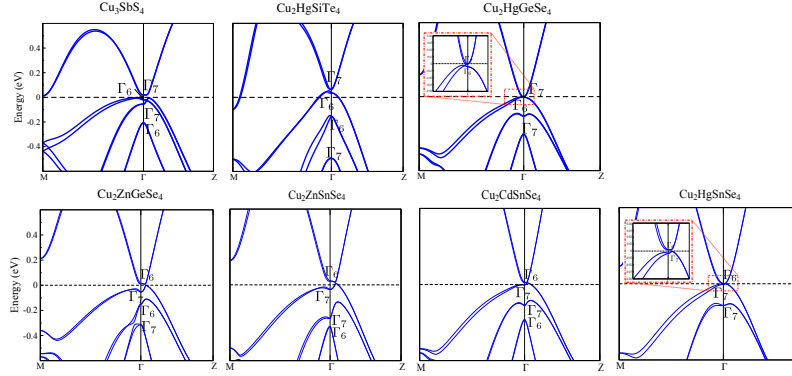 Cu₃SbS₄
Cu₂HgSiTe₄
Cu₂HgGeSe₄
Energy (eV)
0.4
0.2
0
-0.2
-0.4
Γ₆
Γ₇
Γ₇
Γ₆
M
Γ
Z
Γ₇
Γ₆
Γ�6
Γ₇
M
Γ
Z
Γ₇
Γ₆
Γ₇
M
Γ
Z
Cu₂ZnGeSe₄
Cu₂ZnSnSe₄
Cu₂CdSnSe₄
Cu₂HgSnSe₄
Energy (eV)
0.4
0.2
0
-0.2
-0.4
Γ₆
Γ₇
Γ₆
Γ₇
M
Γ
Z
Γ₆
Γ₇
Γ₇
Γ₆
M
Γ
Z
Γ₆
Γ₇
Γ₇
Γ₆
M
Γ
Z
Γ₆
Γ₇
Γ₇
M
Γ
Z